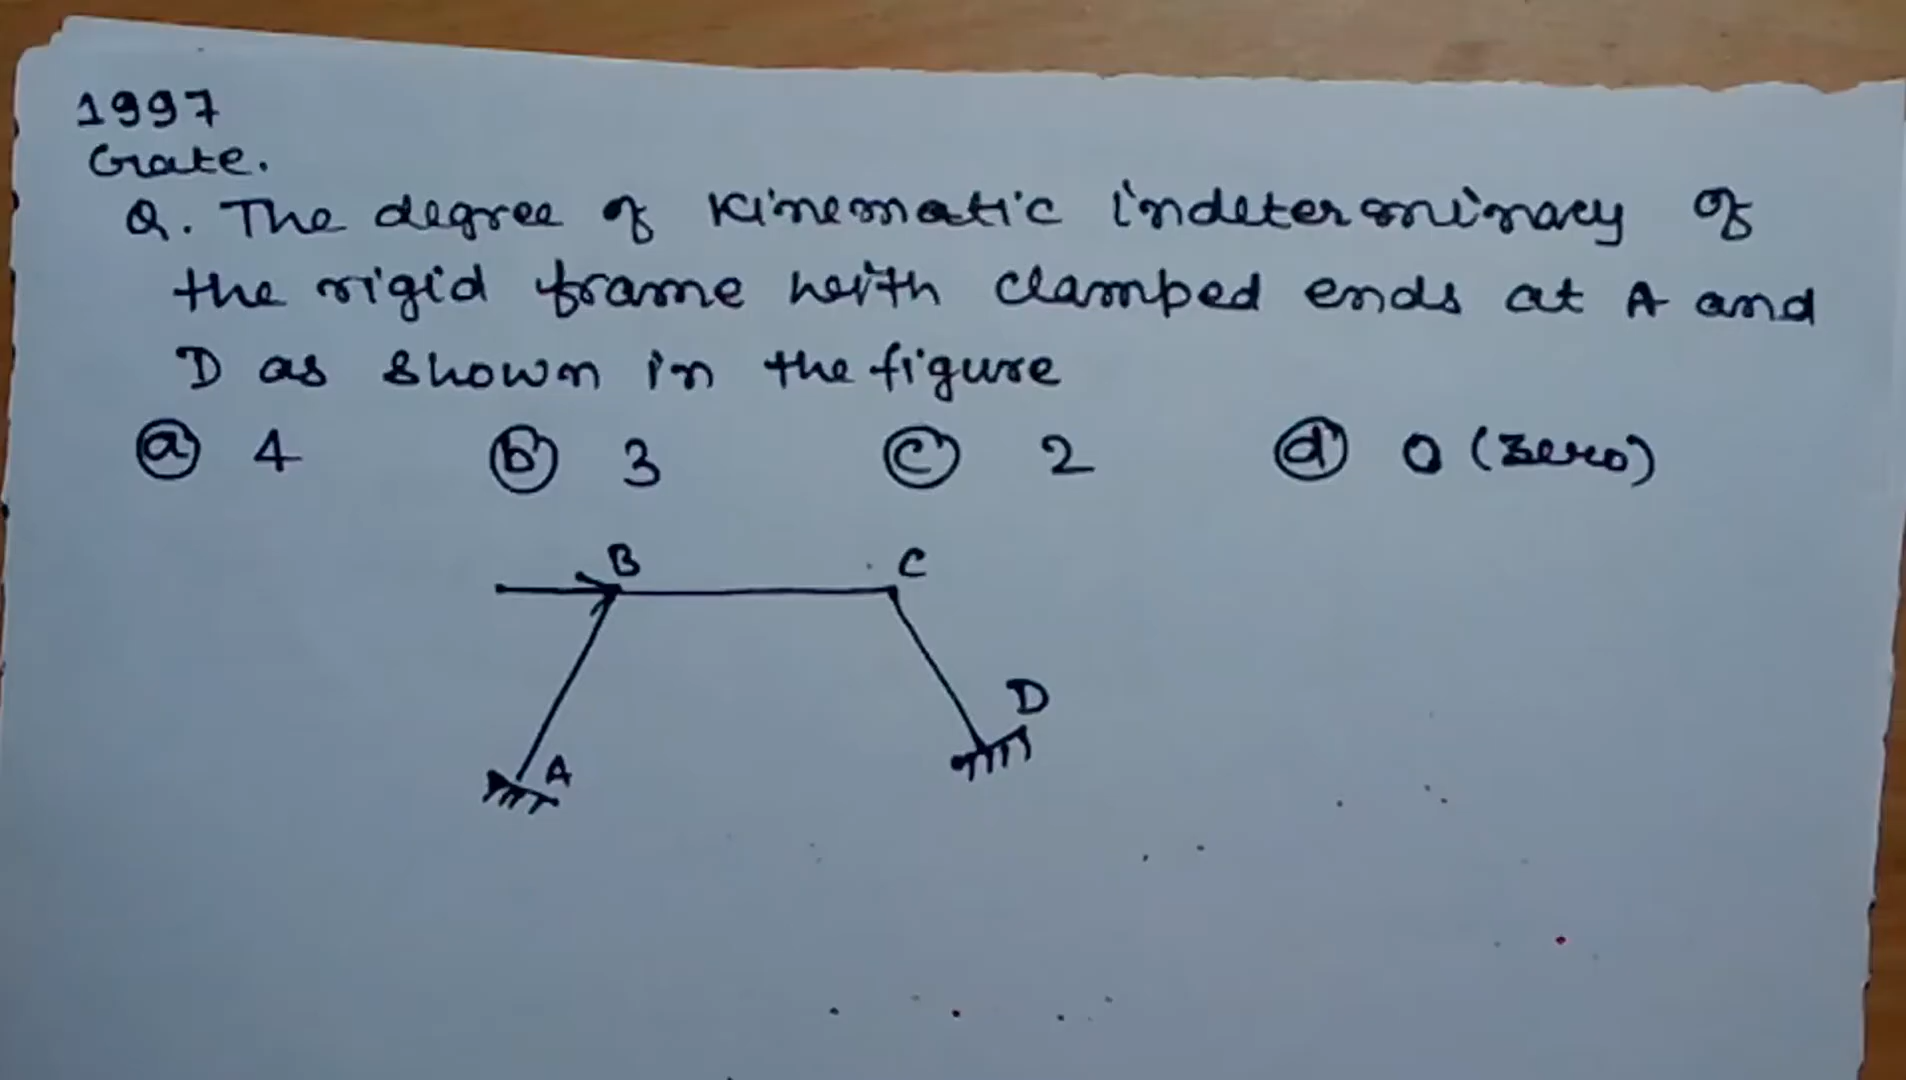 1997
Gate.
Q. The degree of Kinematic indeterminacy of
the rigid frame with clamped ends at A and
D as shown in the figure
(a) 4 (b) 3 (c) 2 (d) 0 (zero)
B C
D
A